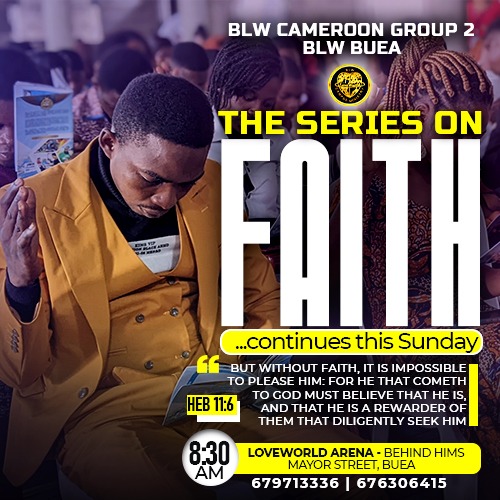 BLW CAMEROON GROUP 2
BLW BUEA
THE SERIES ON
FAITH
...continues this Sunday
“ BUT WITHOUT FAITH, IT IS IMPOSSIBLE
TO PLEASE HIM: FOR HE THAT COMETH
TO GOD MUST BELIEVE THAT HE IS,
AND THAT HE IS A REWARDER OF
THEM THAT DILIGENTLY SEEK HIM
HEB 11:6
8:30
AM
LOVEWORLD ARENA - BEHIND HIMS
MAYOR STREET, BUEA
679713336 | 676306415